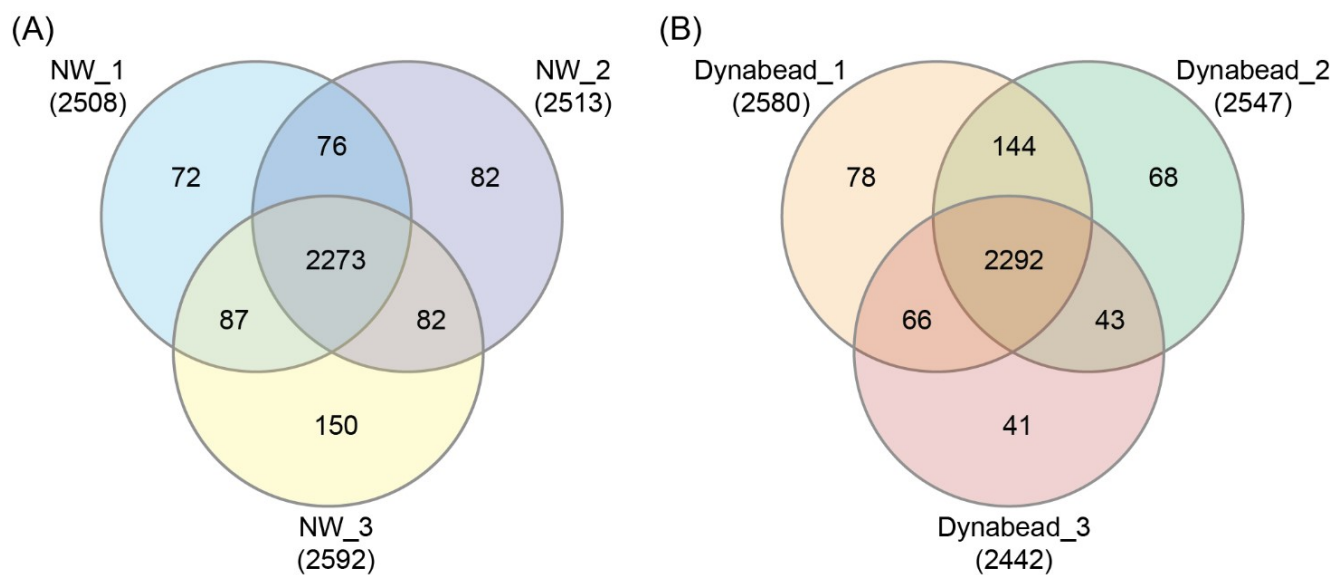 (A)
NW_1
(2508)
NW_2
(2513)
72
76
82
2273
87
82
150
NW_3
(2592)
(B)
Dynabead_1
(2580)
Dynabead_2
(2547)
78
144
68
2292
66
43
41
Dynabead_3
(2442)